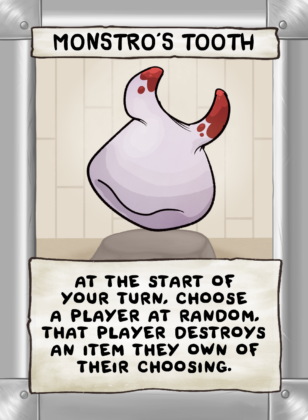 MONSTRO'S TOOTH
AT THE START OF
YOUR TURN, CHOOSE
A PLAYER AT RANDOM.
THAT PLAYER DESTROYS
AN ITEM THEY OWN OF
THEIR CHOOSING.